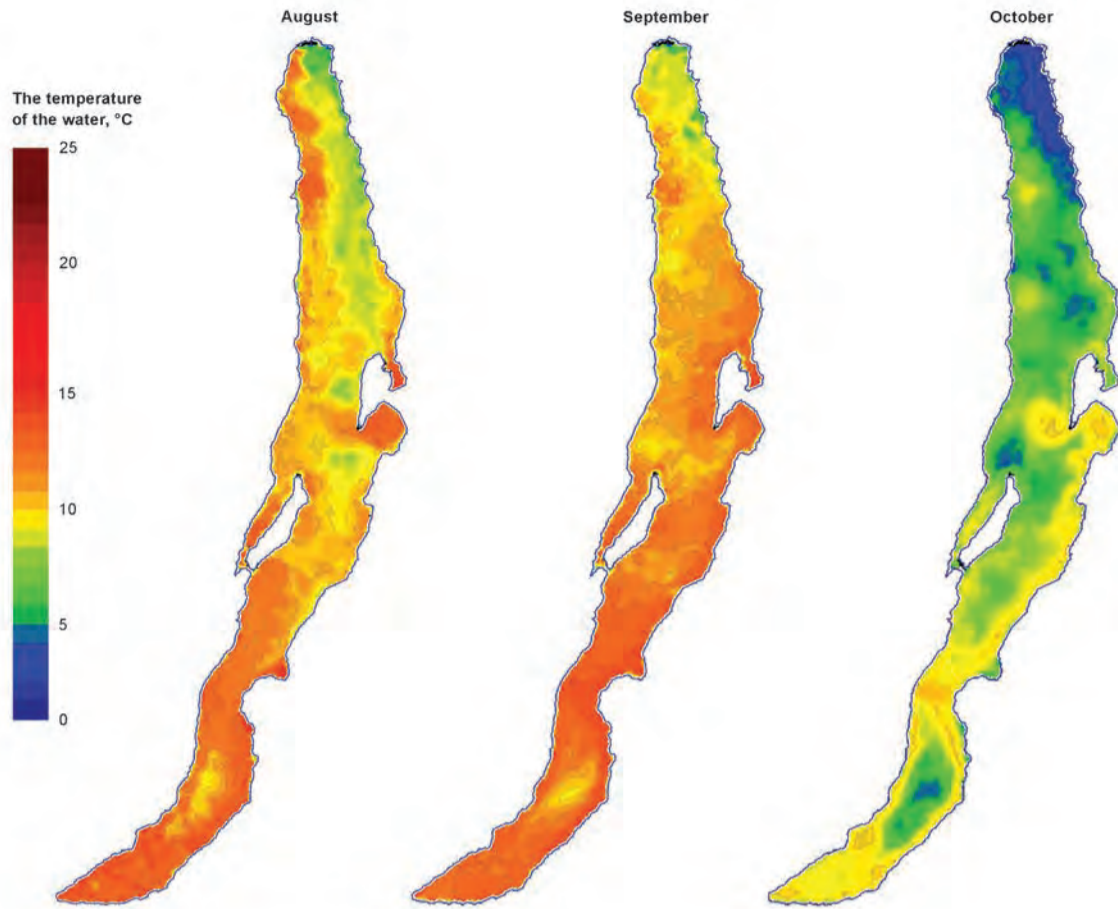 August
September
October
The temperature
of the water, °C
25
20
15
10
5
0